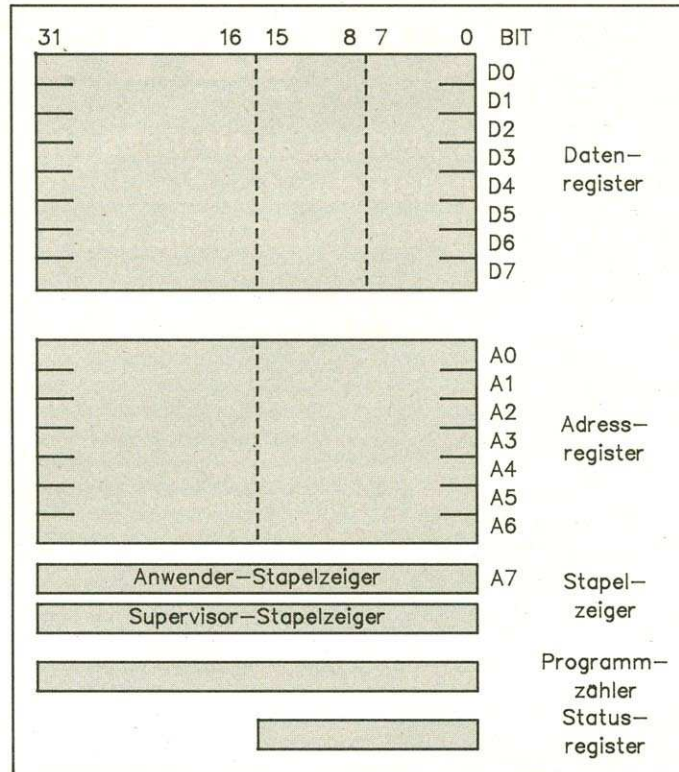 31 16 15 8 7 0 BIT
D0
D1
D2
D3
D4
D5
D6
D7
Daten–
register
A0
A1
A2
A3
A4
A5
A6
Adress–
register
Anwender–Stapelzeiger A7
Supervisor–Stapelzeiger
Stapel–
zeiger
Programm–
zähler
Status–
register